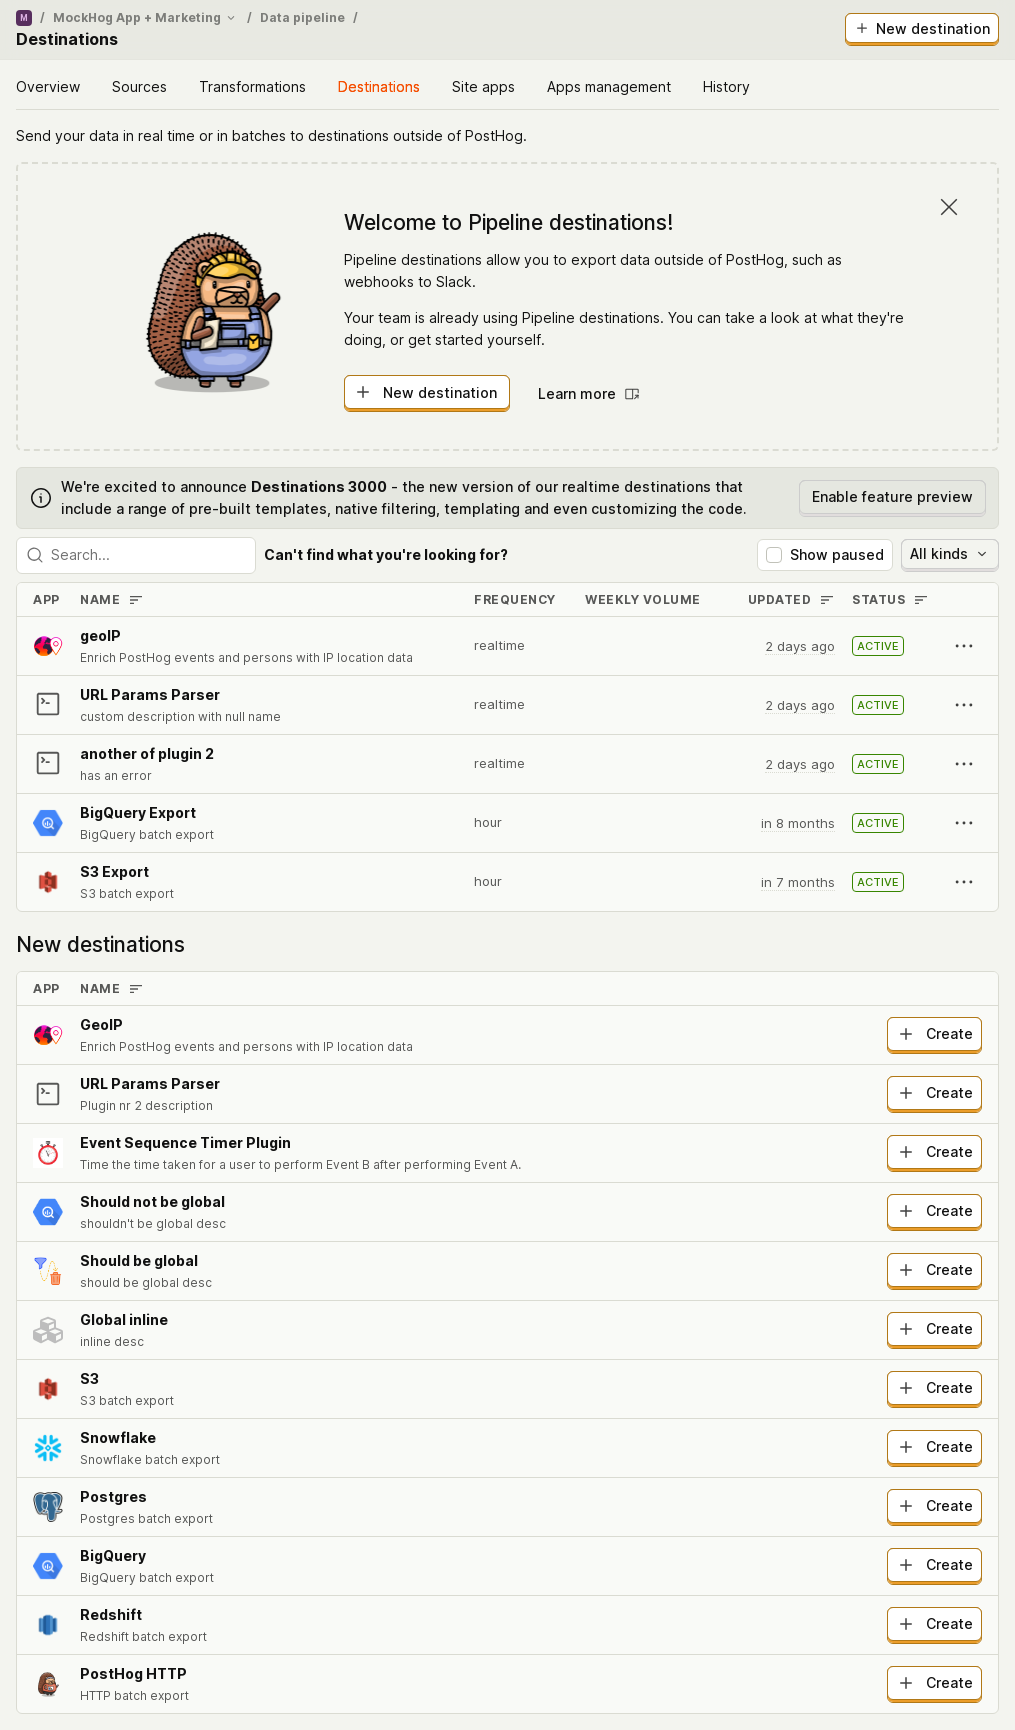 M / MockHog App + Marketing / Data pipeline /
Destinations
New destination
Overview Sources Transformations Destinations Site apps Apps management History
Send your data in real time or in batches to destinations outside of PostHog.
Welcome to Pipeline destinations!
Pipeline destinations allow you to export data outside of PostHog, such as
webhooks to Slack.
Your team is already using Pipeline destinations. You can take a look at what they're
doing, or get started yourself.
New destination Learn more
We're excited to announce Destinations 3000 - the new version of our realtime destinations that
include a range of pre-built templates, native filtering, templating and even customizing the code.
Enable feature preview
Search... Can't find what you're looking for? Show paused All kinds
APP NAME FREQUENCY WEEKLY VOLUME UPDATED STATUS
geoIP
Enrich PostHog events and persons with IP location data
realtime 2 days ago ACTIVE
URL Params Parser
custom description with null name
realtime 2 days ago ACTIVE
another of plugin 2
has an error
realtime 2 days ago ACTIVE
BigQuery Export
BigQuery batch export
hour in 8 months ACTIVE
S3 Export
S3 batch export
hour in 7 months ACTIVE
New destinations
APP NAME
GeoIP
Enrich PostHog events and persons with IP location data
Create
URL Params Parser
Plugin nr 2 description
Create
Event Sequence Timer Plugin
Time the time taken for a user to perform Event B after performing Event A.
Create
Should not be global
shouldn't be global desc
Create
Should be global
should be global desc
Create
Global inline
inline desc
Create
S3
S3 batch export
Create
Snowflake
Snowflake batch export
Create
Postgres
Postgres batch export
Create
BigQuery
BigQuery batch export
Create
Redshift
Redshift batch export
Create
PostHog HTTP
HTTP batch export
Create